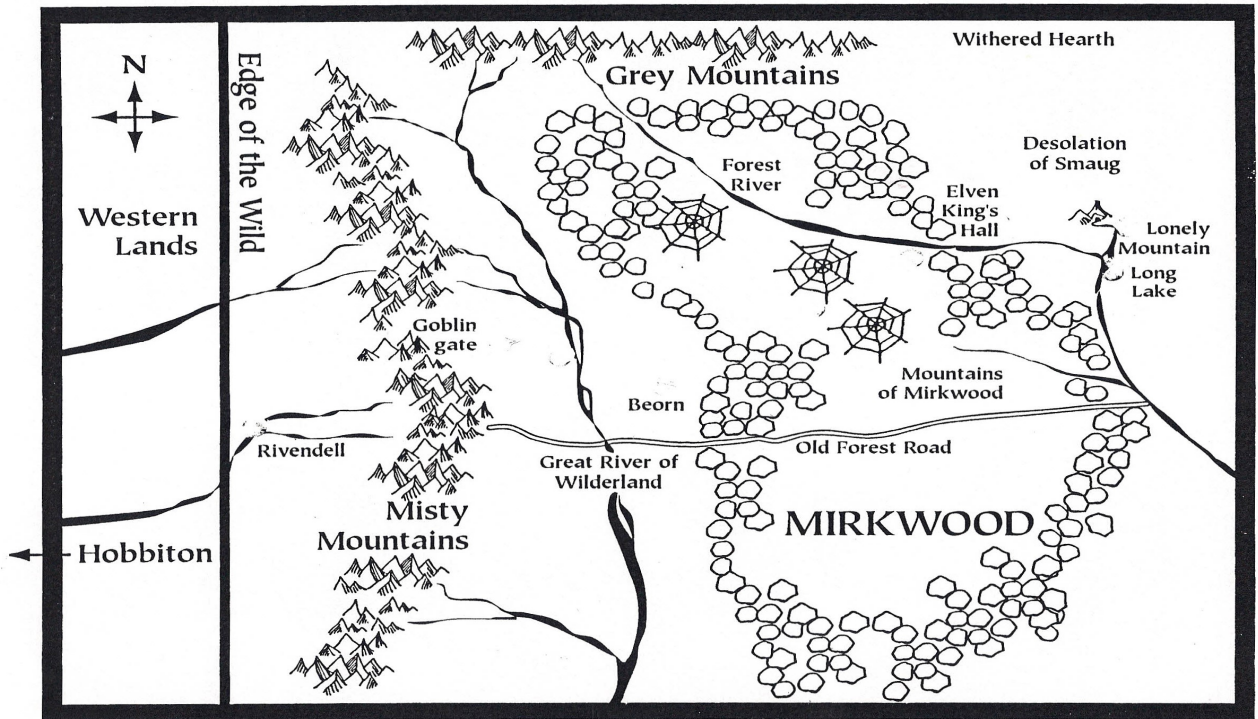 Withered Hearth
N
Edge of the Wild
Grey Mountains
Desolation
of Smaug
Forest
River
Elven
King's
Hall
Western
Lands
Lonely
Mountain
Long
Lake
Goblin
gate
Mountains
of Mirkwood
Beorn
Rivendell
Old Forest Road
Great River of
Wilderland
Misty
Mountains
MIRKWOOD
Hobbiton